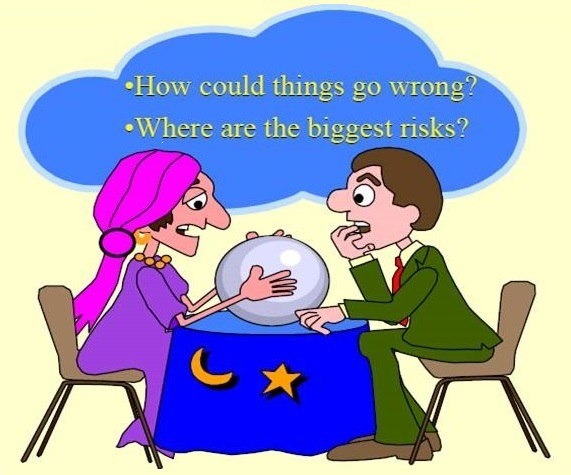 •How could things go wrong?
•Where are the biggest risks?